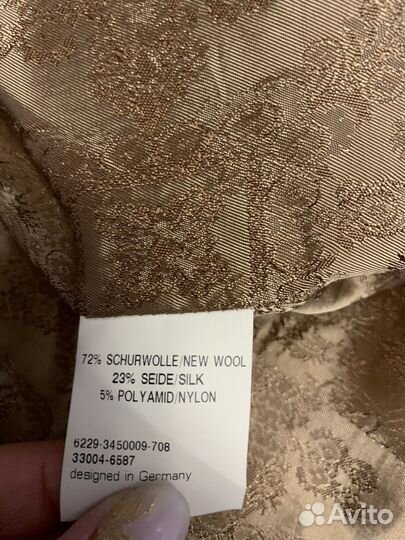 72% SCHURWOLLE/NEW WOOL
23% SEIDE/SILK
5% POLYAMID/NYLON
6229-3450009-708
33004-6587
designed in Germany
Avito